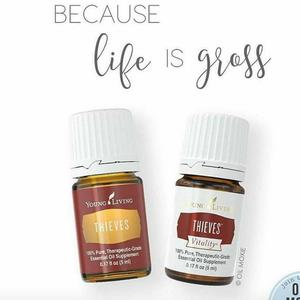 BECAUSE
life IS gross
YOUNG LIVING
THIEVES
100% Pure, Therapeutic-Grade
Essential Oil Supplement
0.17 fl oz (5 ml)
YOUNG LIVING
THIEVES
Vitality
100% Pure, Therapeutic-Grade
Essential Oil Supplement
0.17 fl oz (5 ml)
© OIL MOXIE